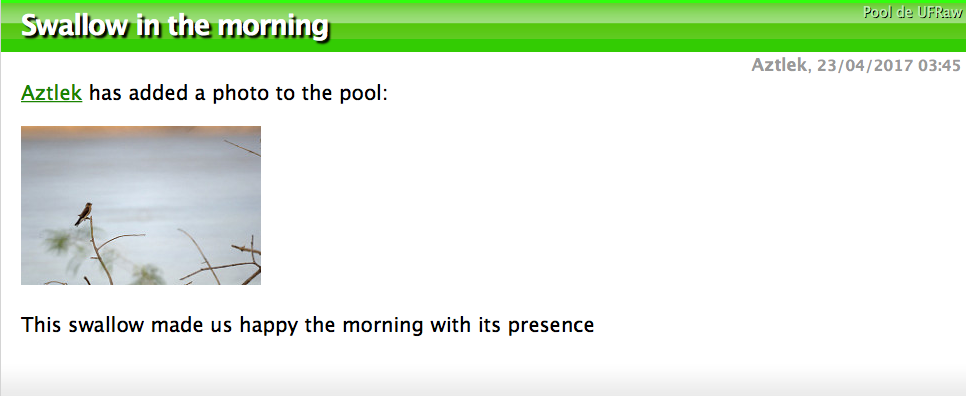 Swallow in the morning
Pool de UFRaw
Aztlek, 23/04/2017 03:45
Aztlek has added a photo to the pool:
This swallow made us happy the morning with its presence